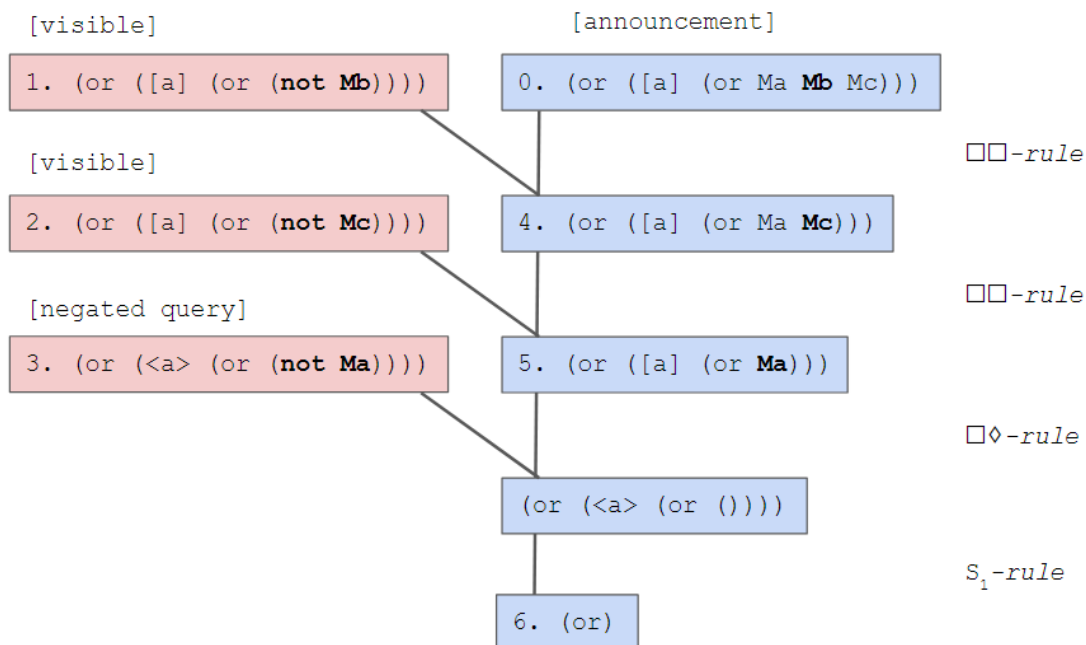 [visible]
[announcement]
1. (or ([a] (or (not Mb))))
0. (or ([a] (or Ma Mb Mc)))
□□-rule
[visible]
2. (or ([a] (or (not Mc))))
4. (or ([a] (or Ma Mc)))
□□-rule
[negated query]
3. (or (<a> (or (not Ma))))
5. (or ([a] (or Ma)))
□◊-rule
(or (<a> (or ())))
S₁-rule
6. (or)